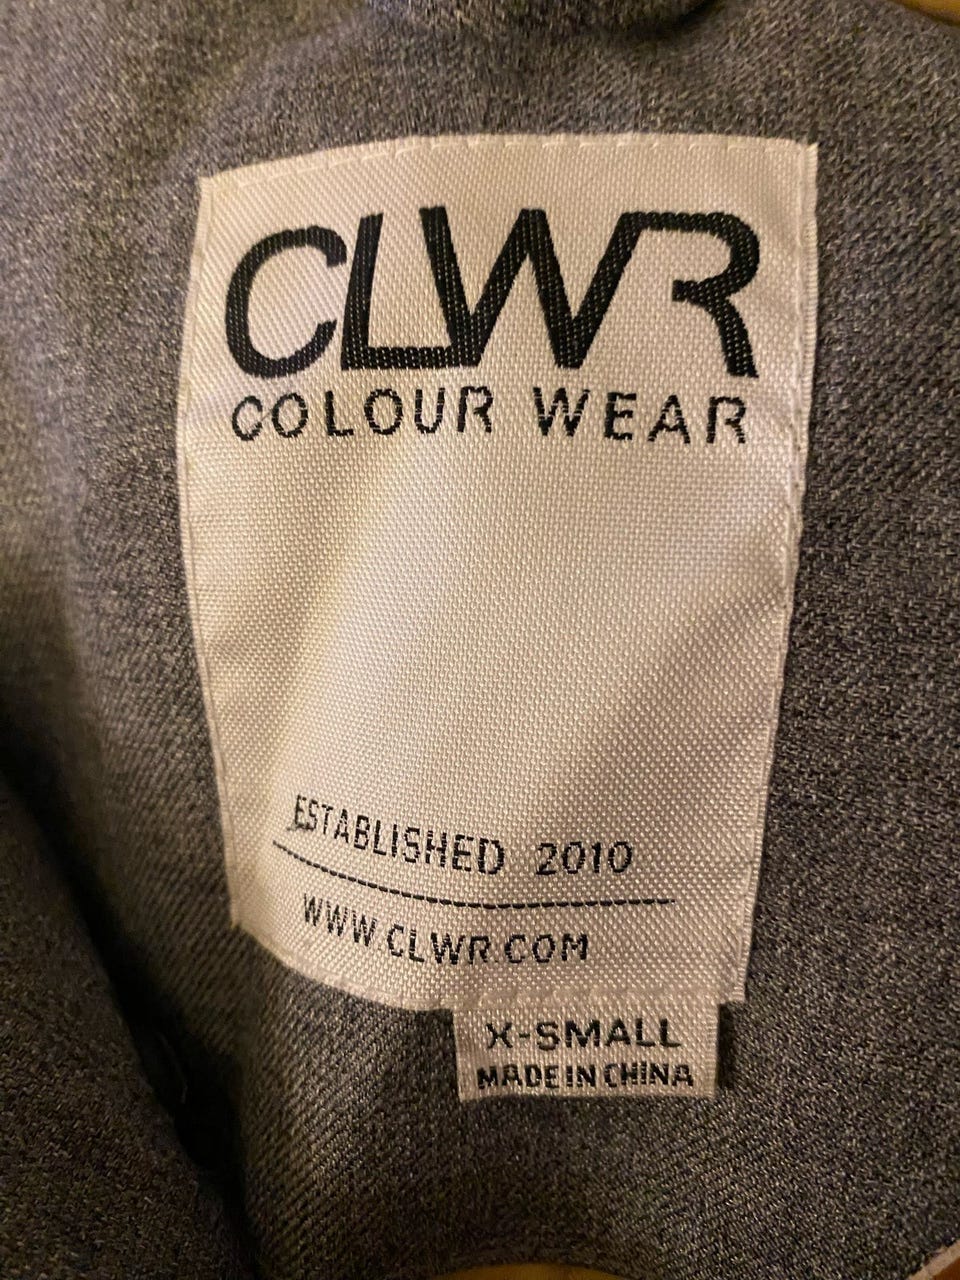 CLWR
COLOUR WEAR
ESTABLISHED 2010
WWW.CLWR.COM
X-SMALL
MADE IN CHINA